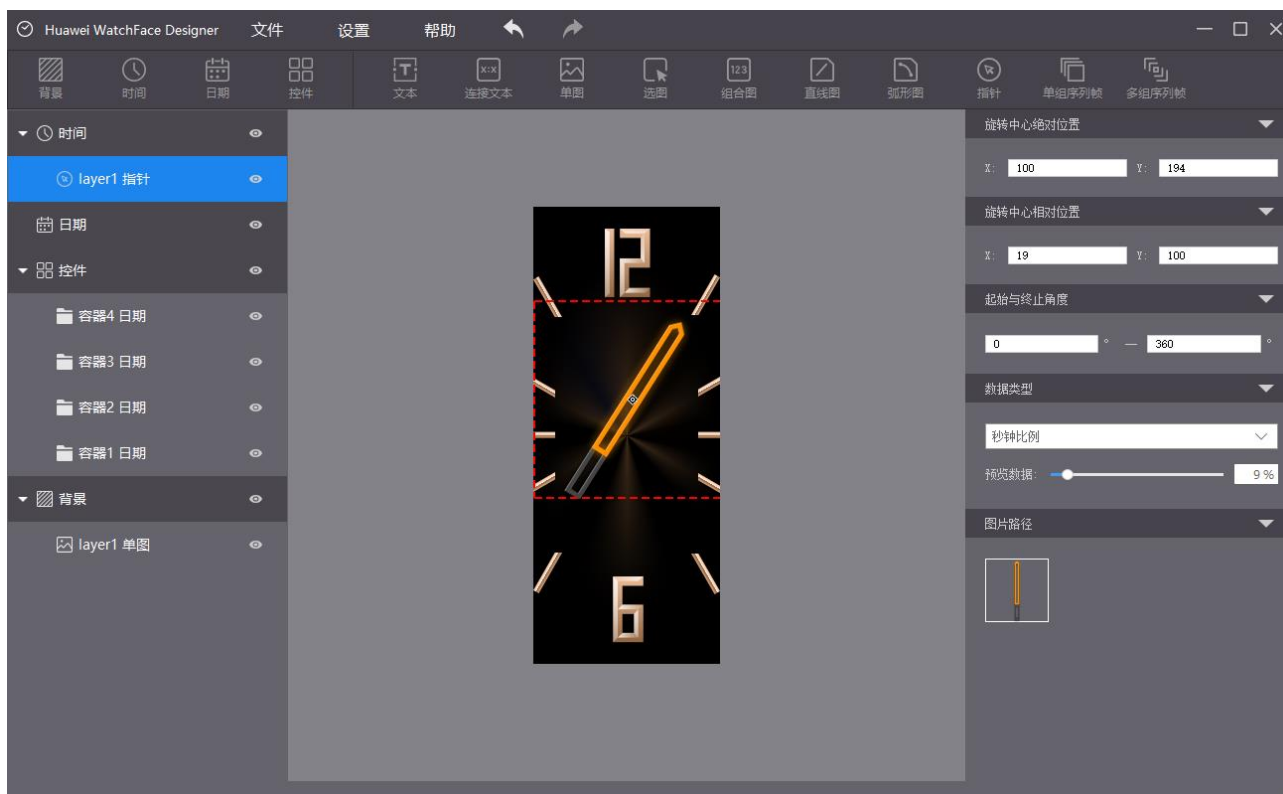 Huawei WatchFace Designer 文件 设置 帮助
背景 时间 日期 控件 文本 连接文本 单图 选图 组合图 直线图 弧形图 指针 单组序列帧 多组序列帧
X:X
123
时间
layer1 指针
日期
控件
容器4 日期
容器3 日期
容器2 日期
容器1 日期
背景
layer1 单图
12
6
旋转中心绝对位置
X: 100 Y: 194
旋转中心相对位置
X: 19 Y: 100
起始与终止角度
0 ° — 360 °
数据类型
秒钟比例
预览数据: 9 %
图片路径